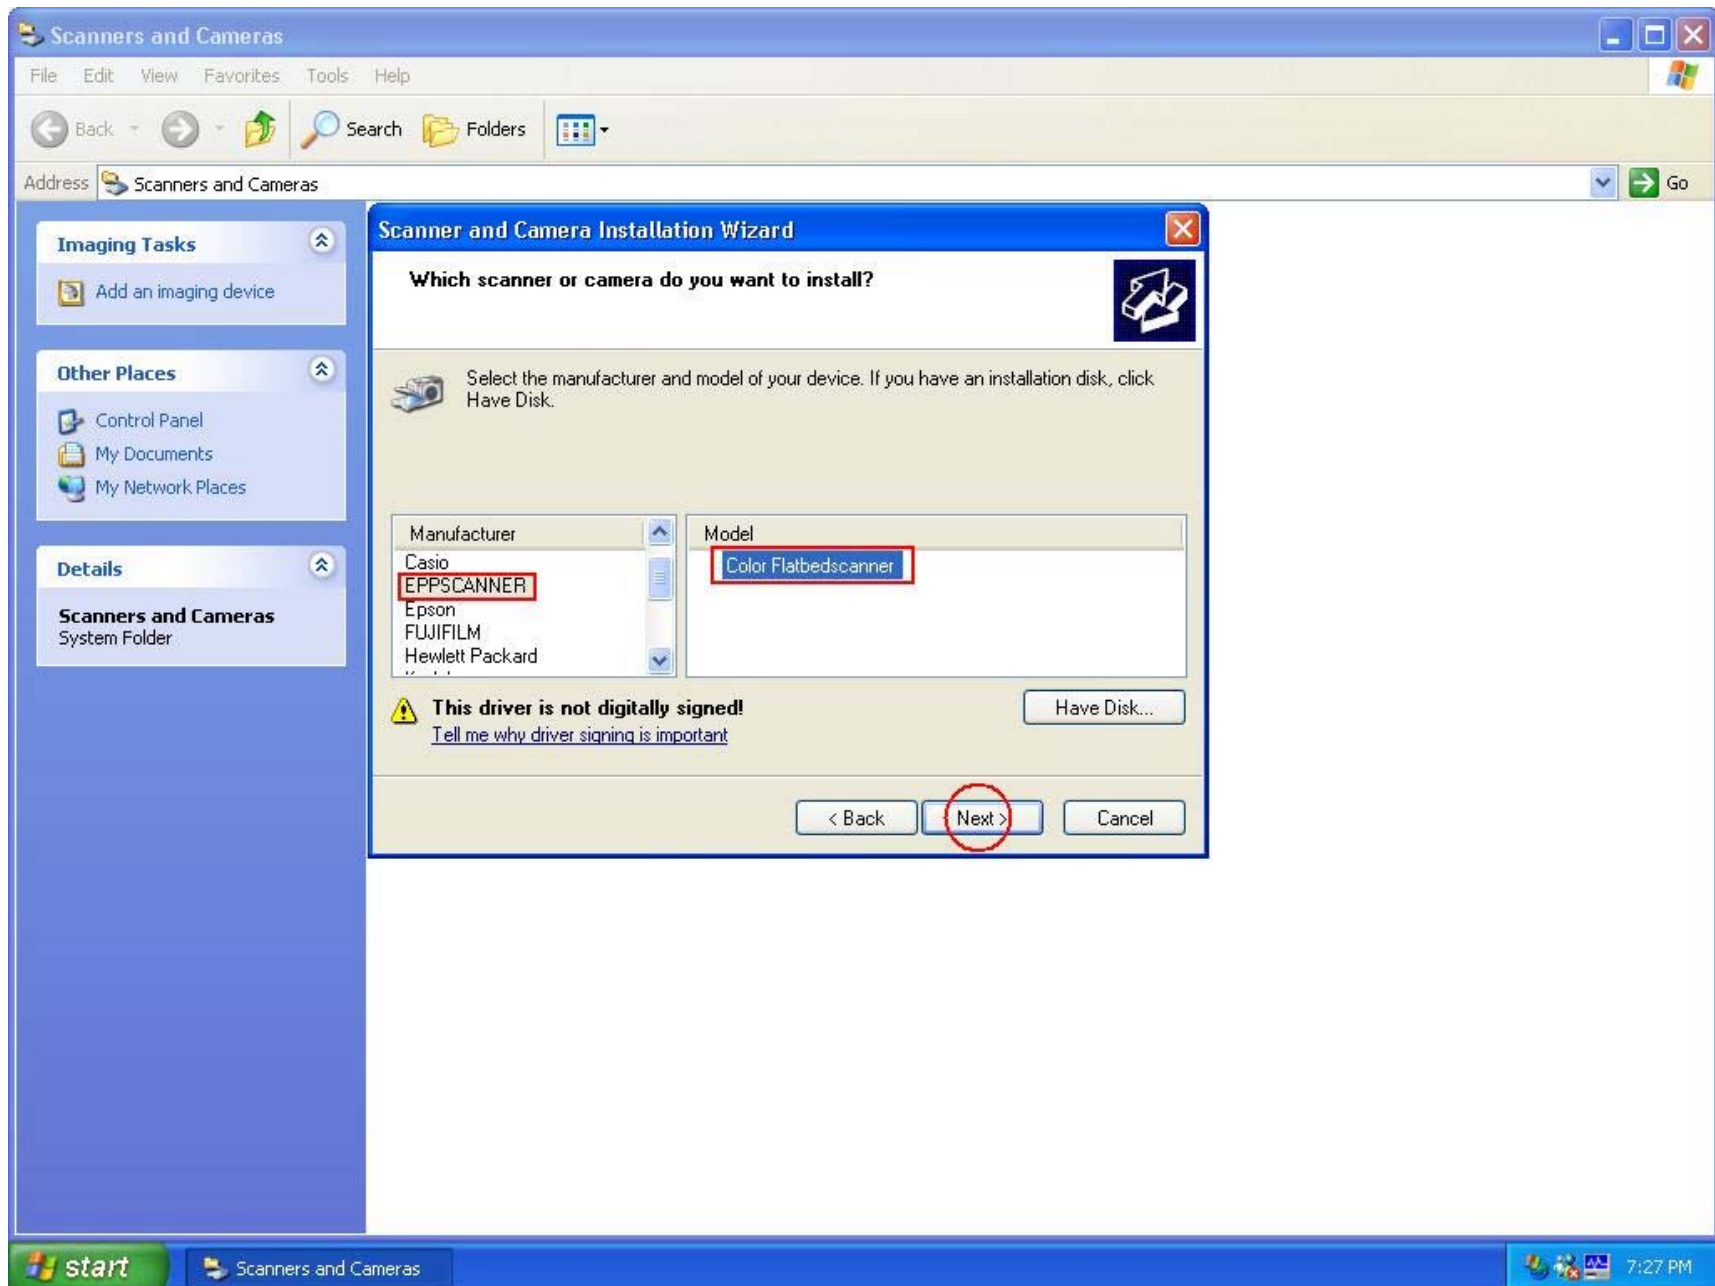 Scanners and Cameras
File Edit View Favorites Tools Help
Back Search Folders
Address Scanners and Cameras Go
Imaging Tasks
Add an imaging device
Other Places
Control Panel
My Documents
My Network Places
Details
Scanners and Cameras
System Folder
Scanner and Camera Installation Wizard
Which scanner or camera do you want to install?
Select the manufacturer and model of your device. If you have an installation disk, click
Have Disk.
Manufacturer
Casio
EPPSCANNER
Epson
FUJIFILM
Hewlett Packard
Model
Color Flatbedscanner
This driver is not digitally signed!
Tell me why driver signing is important
Have Disk...
< Back Next > Cancel
start Scanners and Cameras 7:27 PM